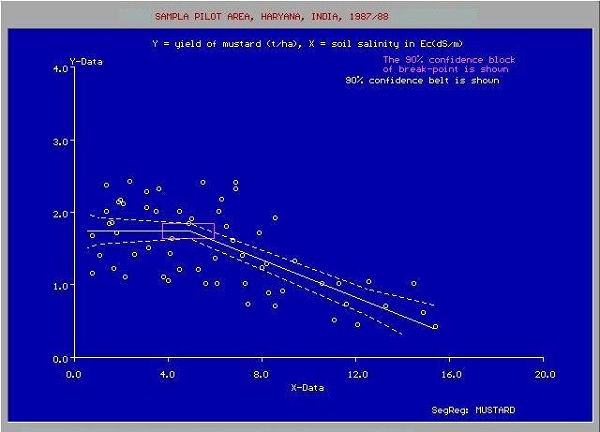 SAMPLA PILOT AREA, HARYANA, INDIA, 1987/88
Y = yield of mustard (t/ha), X = soil salinity in Ec(dS/m)
The 90% confidence block
of break-point is shown
90% confidence belt is shown
Y-Data
4.0
3.0
2.0
1.0
0.0
0.0 4.0 8.0 12.0 16.0 20.0
X-Data
SegReg: MUSTARD